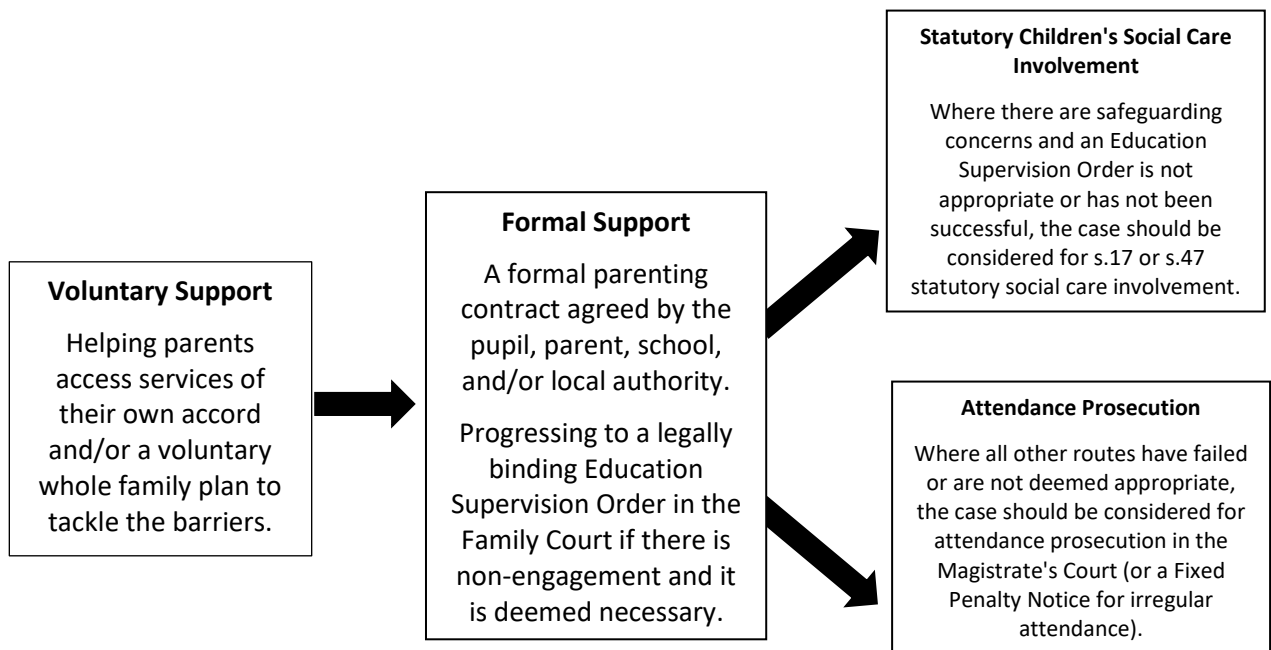 Voluntary Support
Helping parents
access services of
their own accord
and/or a voluntary
whole family plan to
tackle the barriers.
Formal Support
A formal parenting
contract agreed by the
pupil, parent, school,
and/or local authority.
Progressing to a legally
binding Education
Supervision Order in the
Family Court if there is
non-engagement and it
is deemed necessary.
Statutory Children's Social Care
Involvement
Where there are safeguarding
concerns and an Education
Supervision Order is not
appropriate or has not been
successful, the case should be
considered for s.17 or s.47
statutory social care involvement.
Attendance Prosecution
Where all other routes have failed
or are not deemed appropriate,
the case should be considered for
attendance prosecution in the
Magistrate's Court (or a Fixed
Penalty Notice for irregular
attendance).